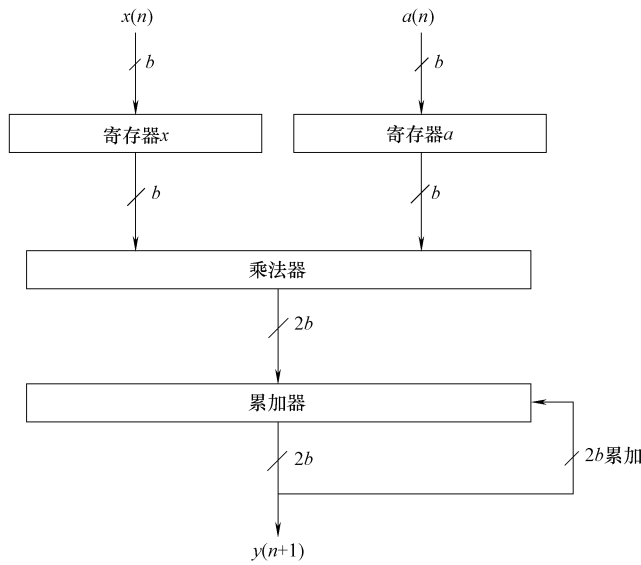 x(n) a(n)
b b
寄存器x 寄存器a
b b
乘法器
2b
累加器
2b 2b累加
y(n+1)